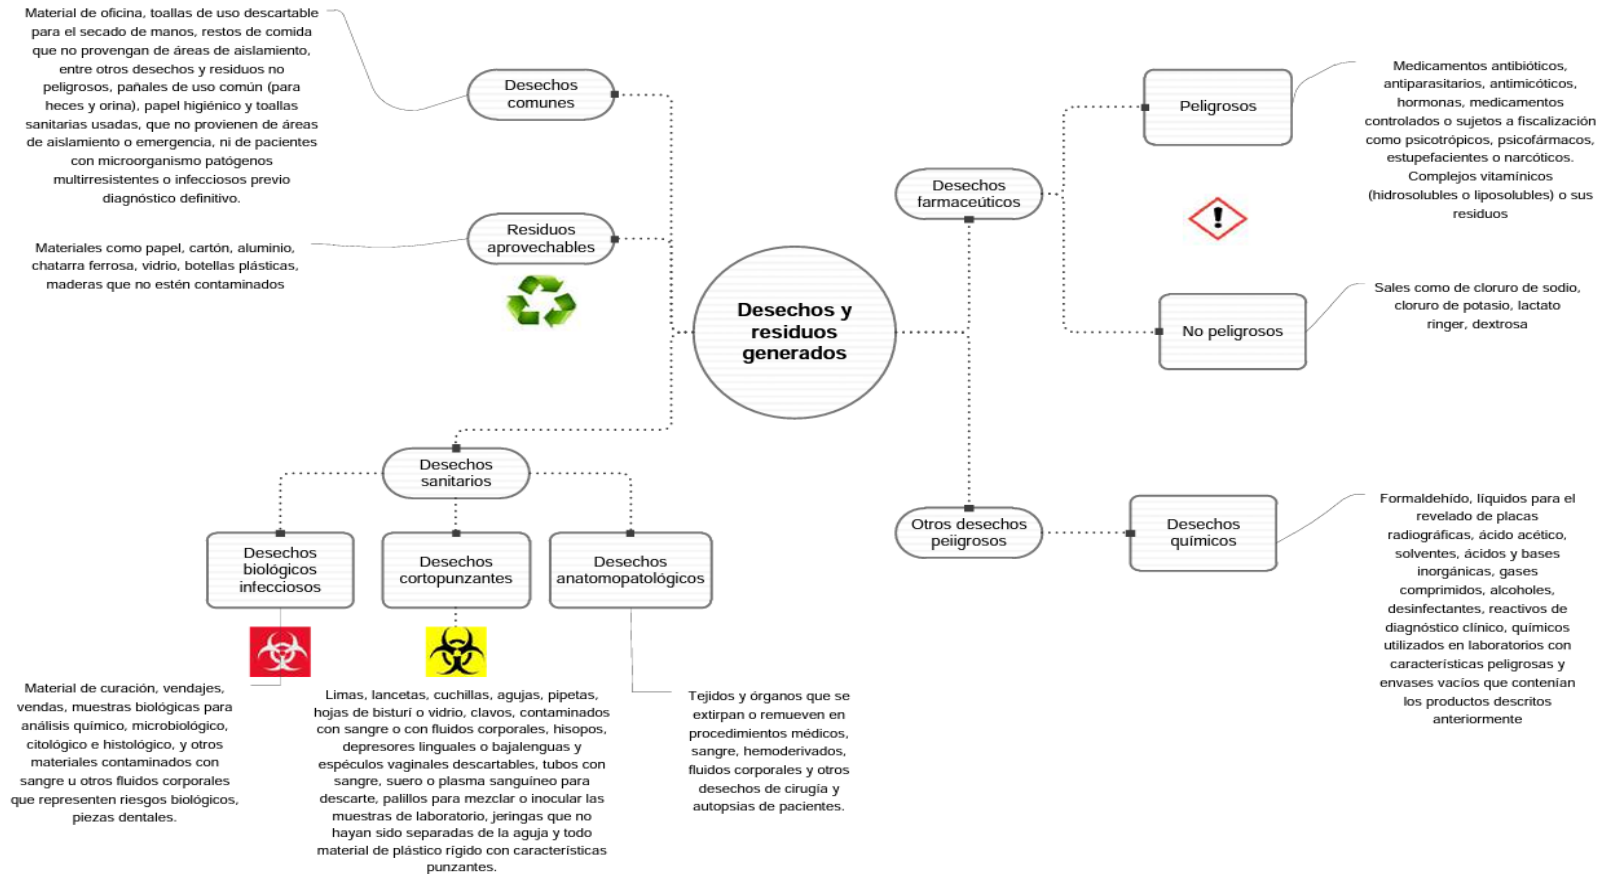 Material de oficina, toallas de uso descartable
para el secado de manos, restos de comida
que no provengan de áreas de aislamiento,
entre otros desechos y residuos no
peligrosos, pañales de uso común (para
heces y orina), papel higiénico y toallas
sanitarias usadas, que no provienen de áreas
de aislamiento o emergencia, ni de pacientes
con microorganismo patógenos
multirresistentes o infecciosos previo
diagnóstico definitivo.
Desechos
comunes
Materiales como papel, cartón, aluminio,
chatarra ferrosa, vidrio, botellas plásticas,
maderas que no estén contaminados
Residuos
aprovechables
Desechos y
residuos
generados
Desechos
farmaceúticos
Peligrosos
Medicamentos antibióticos,
antiparasitarios, antimicóticos,
hormonas, medicamentos
controlados o sujetos a fiscalización
como psicotrópicos, psicofármacos,
estupefacientes o narcóticos.
Complejos vitamínicos
(hidrosolubles o liposolubles) o sus
residuos
No peligrosos
Sales como de cloruro de sodio,
cloruro de potasio, lactato
ringer, dextrosa
Desechos
sanitarios
Desechos
biológicos
infecciosos
Desechos
cortopunzantes
Desechos
anatomopatológicos
Material de curación, vendajes,
vendas, muestras biológicas para
análisis químico, microbiológico,
citológico e histológico, y otros
materiales contaminados con
sangre u otros fluidos corporales
que representen riesgos biológicos,
piezas dentales.
Limas, lancetas, cuchillas, agujas, pipetas,
hojas de bisturí o vidrio, clavos, contaminados
con sangre o con fluidos corporales, hisopos,
depresores linguales o bajalenguas y
espéculos vaginales descartables, tubos con
sangre, suero o plasma sanguíneo para
descarte, palillos para mezclar o inocular las
muestras de laboratorio, jeringas que no
hayan sido separadas de la aguja y todo
material de plástico rígido con características
punzantes.
Tejidos y órganos que se
extirpan o remueven en
procedimientos médicos,
sangre, hemoderivados,
fluidos corporales y otros
desechos de cirugía y
autopsias de pacientes.
Otros desechos
peiigrosos
Desechos
químicos
Formaldehído, líquidos para el
revelado de placas
radiográficas, ácido acético,
solventes, ácidos y bases
inorgánicas, gases
comprimidos, alcoholes,
desinfectantes, reactivos de
diagnóstico clínico, químicos
utilizados en laboratorios con
características peligrosas y
envases vacíos que contenían
los productos descritos
anteriormente